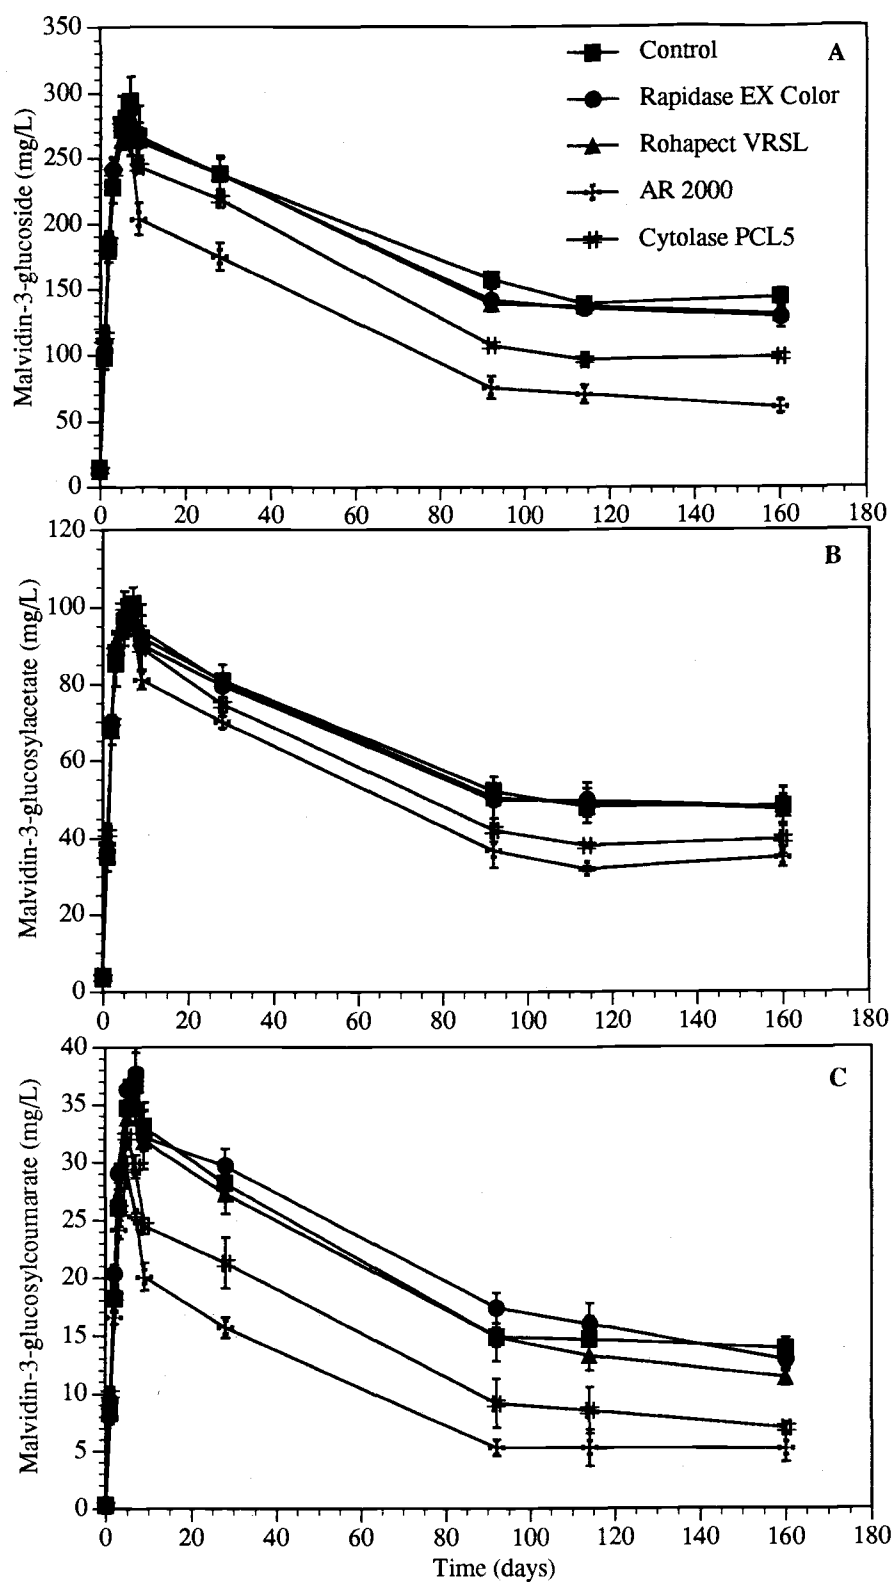 Malvidin-3-glucoside (mg/L)
350
300
250
200
150
100
50
0
A
Control
Rapidase EX Color
Rohapect VRSL
AR 2000
Cytolase PCL5
0 20 40 60 80 100 120 140 160 180
Malvidin-3-glucosylacetate (mg/L)
120
100
80
60
40
20
0
B
0 20 40 60 80 100 120 140 160 180
Malvidin-3-glucosylcoumarate (mg/L)
40
35
30
25
20
15
10
5
0
C
0 20 40 60 80 100 120 140 160 180
Time (days)